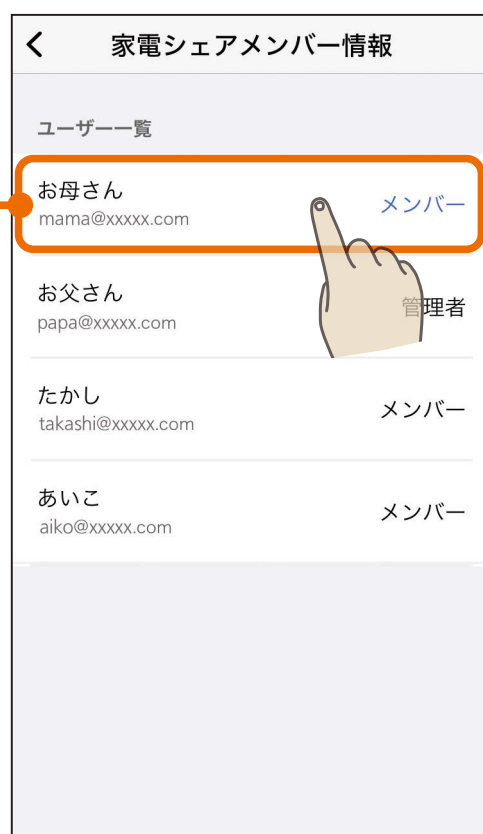 家電シェアメンバー情報
ユーザー一覧
お母さん
mama@xxxxx.com
メンバー
お父さん
papa@xxxxx.com
管理者
たかし
takashi@xxxxx.com
メンバー
あいこ
aiko@xxxxx.com
メンバー